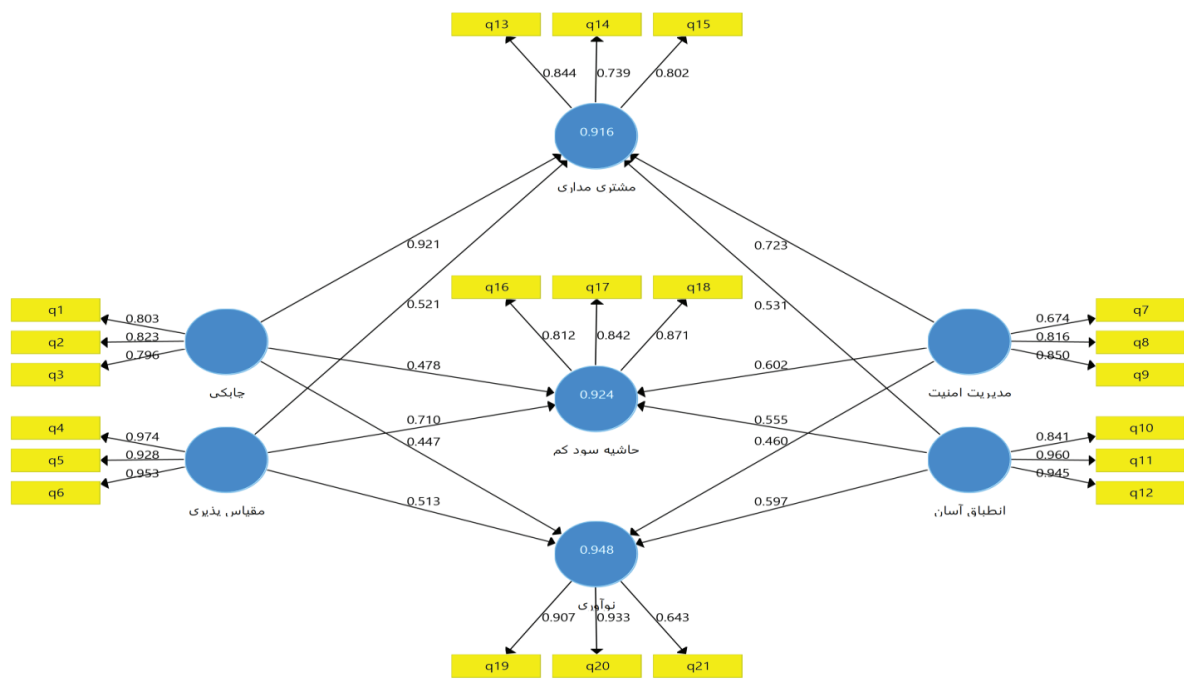 q13 q14 q15
0.844 0.739 0.802
0.916
مشتری مداری
0.921 0.723
0.521 0.531
q16 q17 q18
0.812 0.842 0.871
q1
0.803
q2
0.823
q3
0.796
چابکی
q7
0.674
q8
0.816
q9
0.850
مدیریت امنیت
0.478 0.602
0.924
حاشیه سود کم
0.710 0.555
0.447 0.460
q4
0.974
q5
0.928
q6
0.953
مقیاس پذیری
q10
0.841
q11
0.960
q12
0.945
انطباق آسان
0.513 0.597
0.948
نوآوری
0.907 0.933 0.643
q19 q20 q21